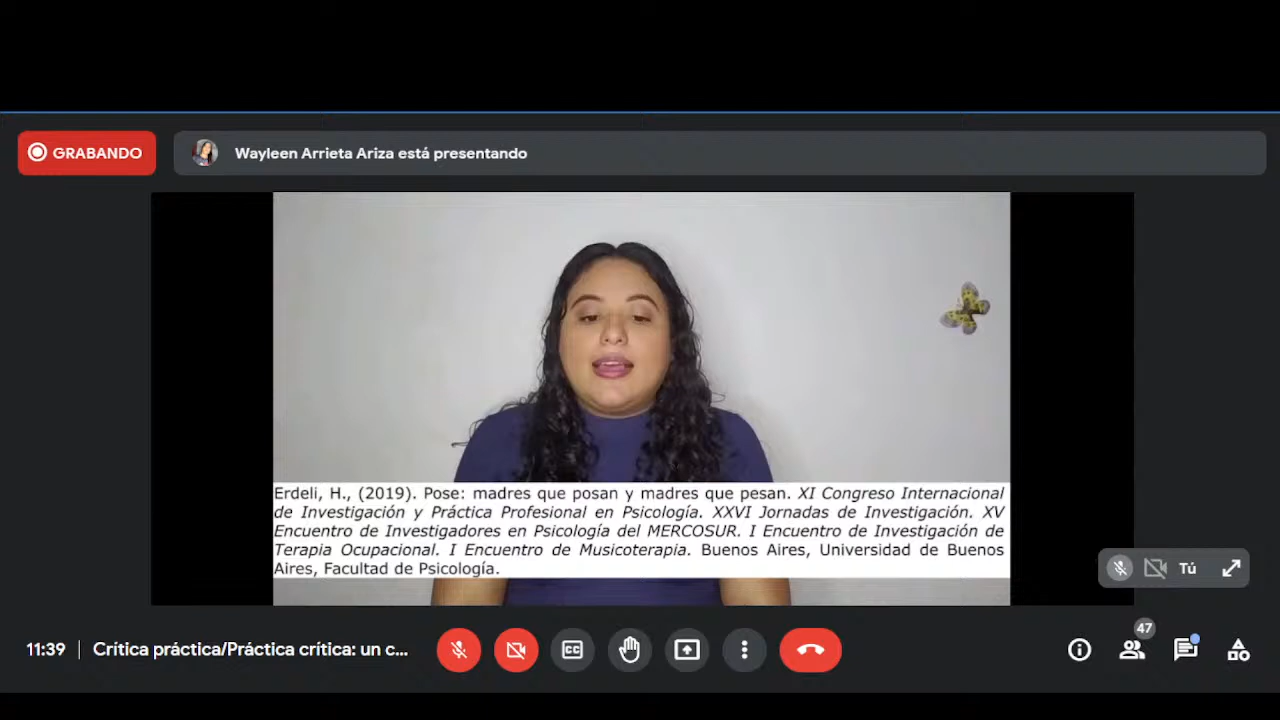 GRABANDO
Wayleen Arrieta Ariza está presentando
Erdeli, H., (2019). Pose: madres que posan y madres que pesan. XI Congreso Internacional
de Investigación y Práctica Profesional en Psicología. XXVI Jornadas de Investigación. XV
Encuentro de Investigadores en Psicología del MERCOSUR. I Encuentro de Investigación de
Terapia Ocupacional. I Encuentro de Musicoterapia. Buenos Aires, Universidad de Buenos
Aires, Facultad de Psicología.
Tú
11:39
Crítica práctica/Práctica crítica: un c...
CC
47